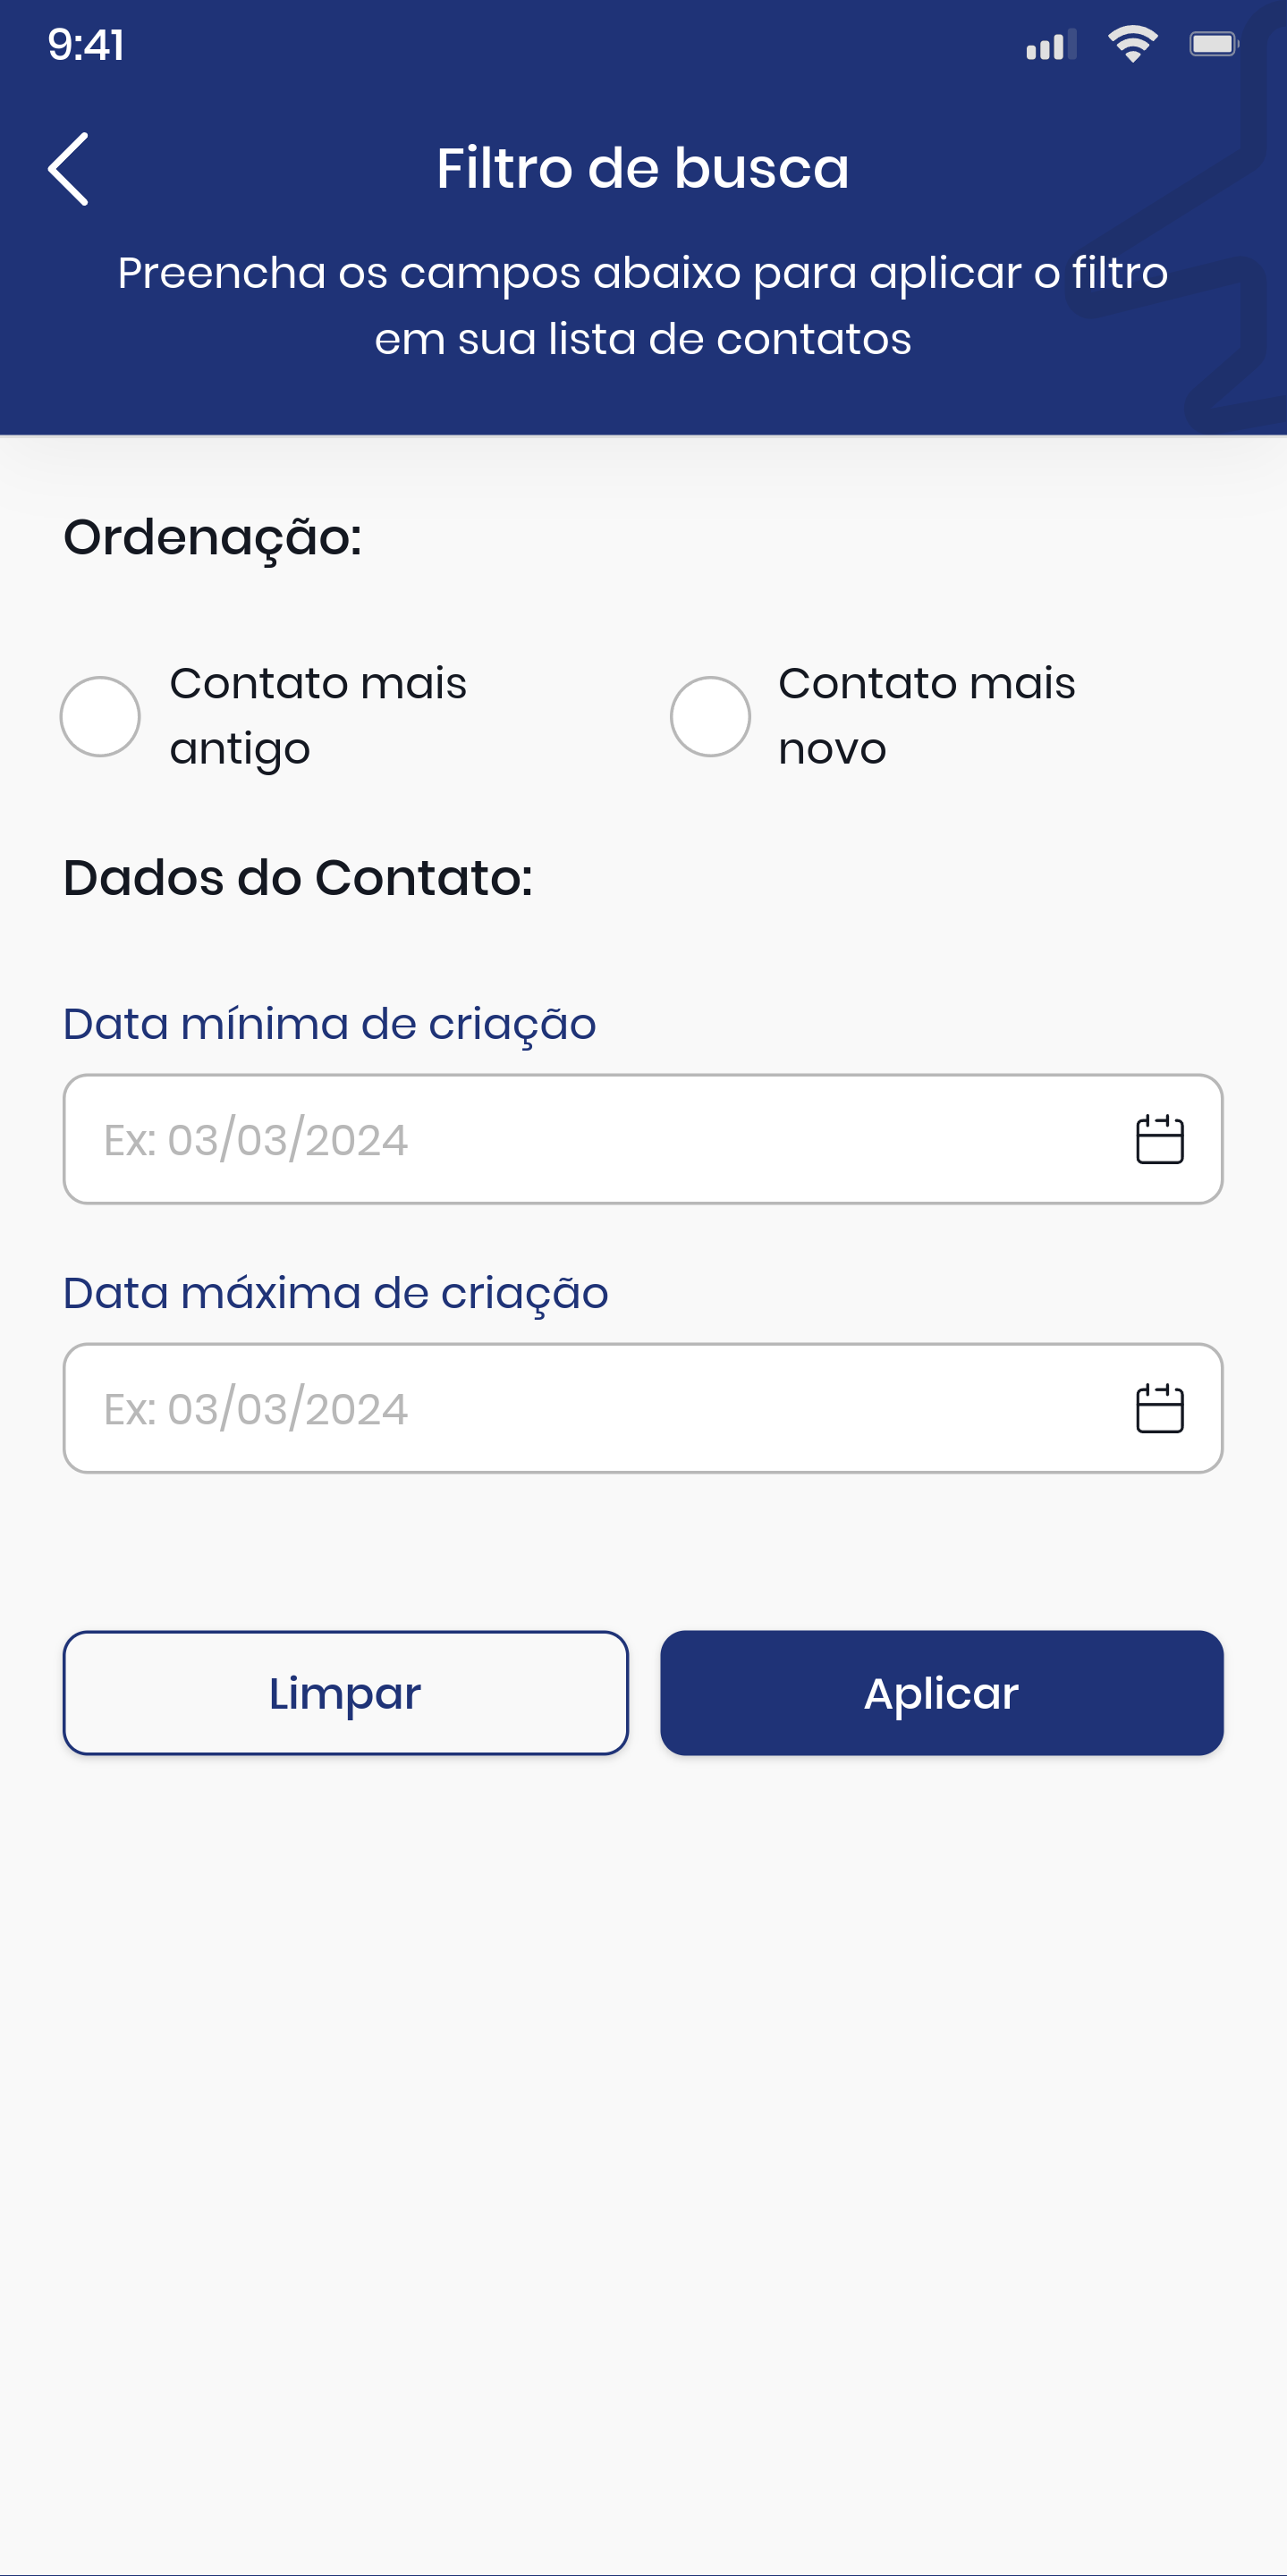 9:41
Filtro de busca
Preencha os campos abaixo para aplicar o filtro
em sua lista de contatos
Ordenação:
Contato mais
antigo
Contato mais
novo
Dados do Contato:
Data mínima de criação
Ex: 03/03/2024
Data máxima de criação
Ex: 03/03/2024
Limpar
Aplicar